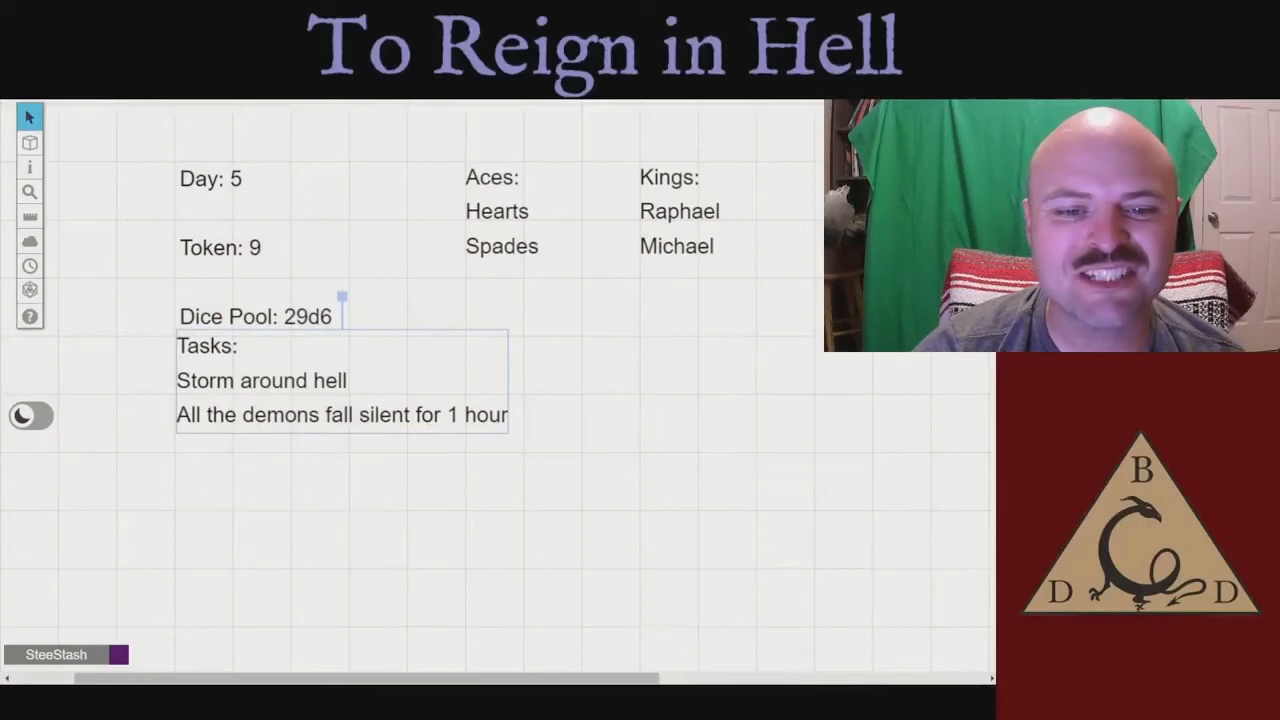 To Reign in Hell
Day: 5
Token: 9
Dice Pool: 29d6
Tasks:
Storm around hell
All the demons fall silent for 1 hour
Aces:
Hearts
Spades
Kings:
Raphael
Michael
B
D D
SteeStash